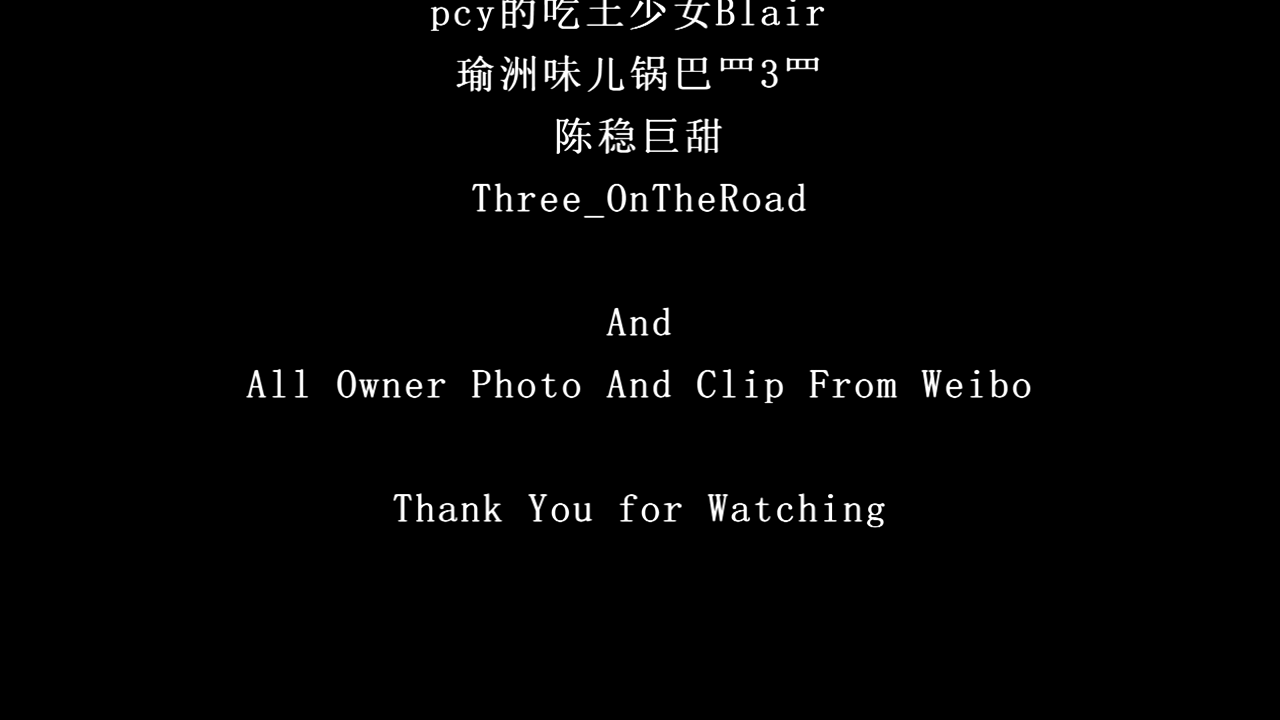 pcy的吃土少女Blair
瑜洲味儿锅巴罒3罒
陈稳巨甜
Three_OnTheRoad
And
All Owner Photo And Clip From Weibo
Thank You for Watching